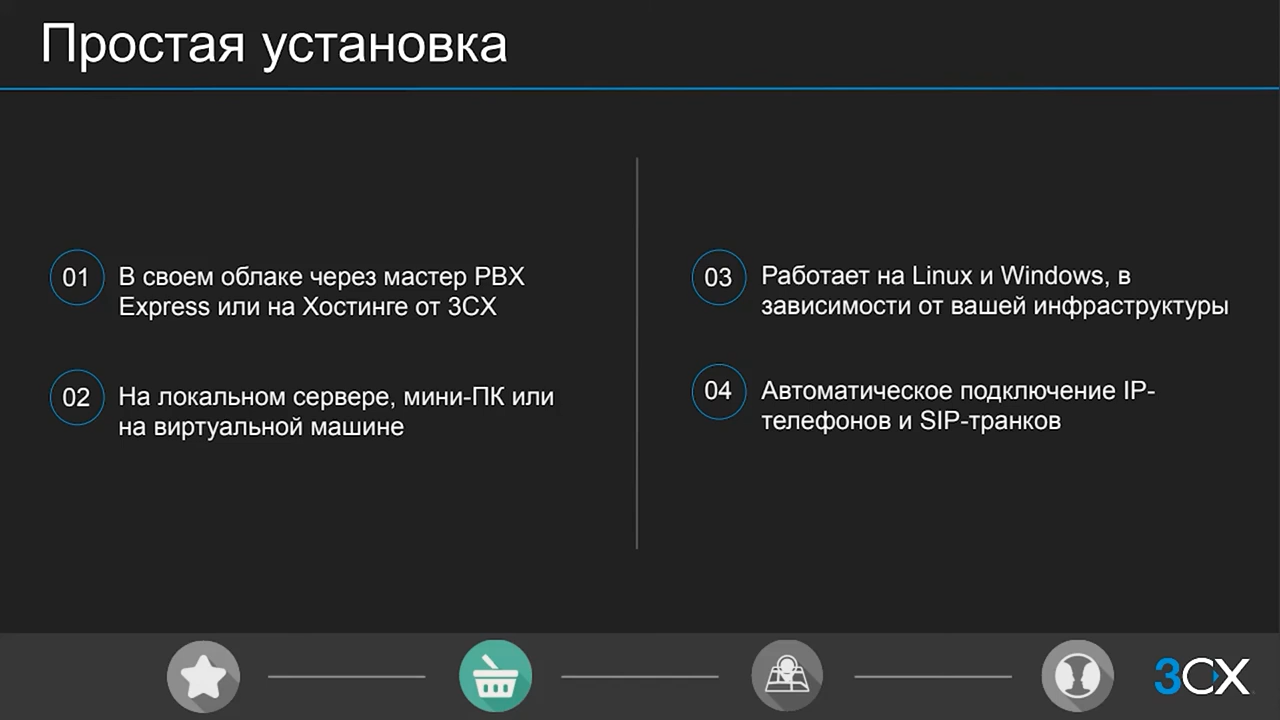 Простая установка
01
В своем облаке через мастер PBX
Express или на Хостинге от 3CX
02
На локальном сервере, мини-ПК или
на виртуальной машине
03
Работает на Linux и Windows, в
зависимости от вашей инфраструктуры
04
Автоматическое подключение IP-
телефонов и SIP-транков
3CX